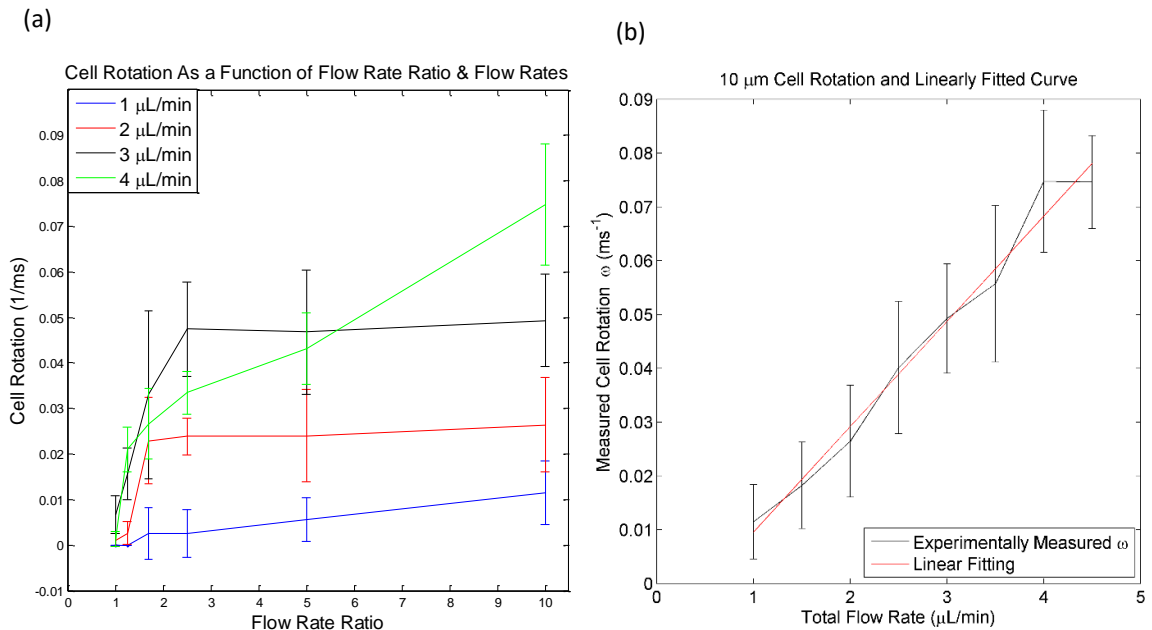 (a)
Cell Rotation As a Function of Flow Rate Ratio & Flow Rates
1 μL/min
2 μL/min
3 μL/min
4 μL/min
0.09
0.08
0.07
0.06
0.05
0.04
0.03
0.02
0.01
0
-0.01
Cell Rotation (1/ms)
0 1 2 3 4 5 6 7 8 9 10
Flow Rate Ratio
(b)
10 μm Cell Rotation and Linearly Fitted Curve
0.09
0.08
0.07
0.06
0.05
0.04
0.03
0.02
0.01
0
Measured Cell Rotation ω (ms⁻¹)
Experimentally Measured ω
Linear Fitting
0 1 2 3 4 5
Total Flow Rate (μL/min)